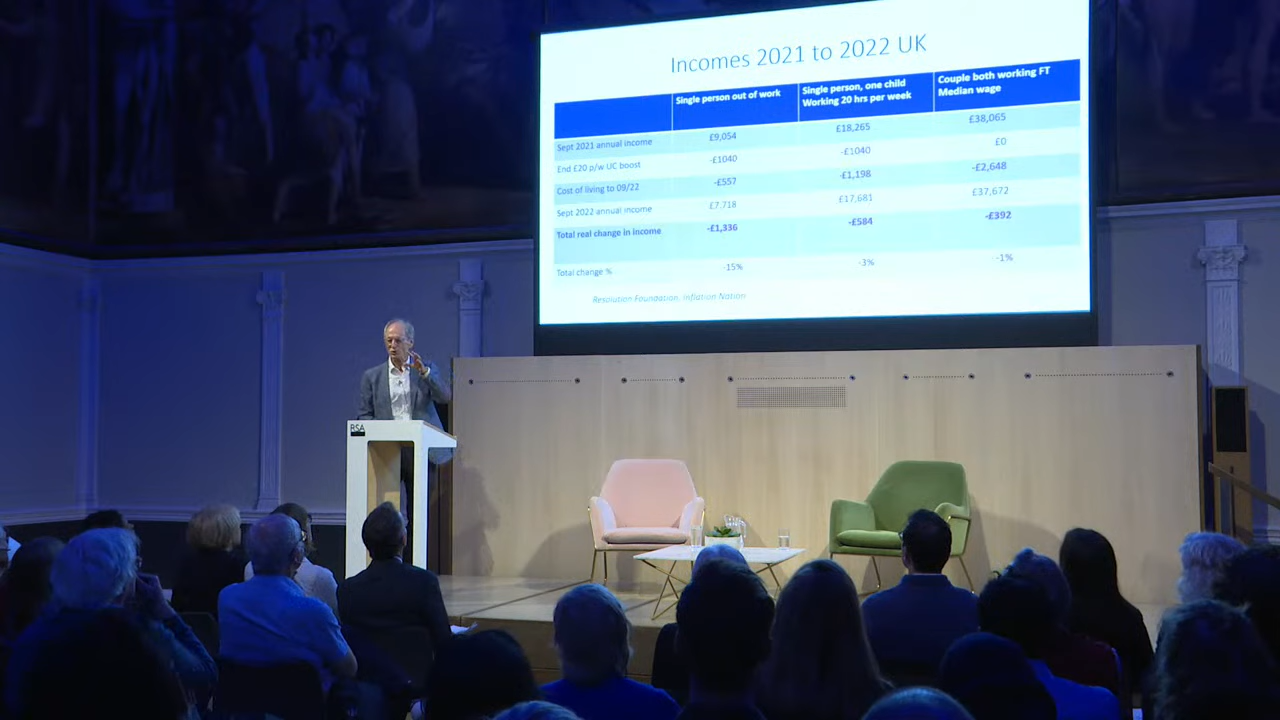 Incomes 2021 to 2022 UK
Single person out of work
Single person, one child
Working 20 hrs per week
Couple both working FT
Median wage
Sept 2021 annual income £9,054 £18,265 £38,065
End £20 p/w UC boost -£1040 -£1040 £0
Cost of living to 09/22 -£557 -£1,198 -£2,648
Sept 2022 annual income £7.718 £17,681 £37,672
Total real change in income -£1,336 -£584 -£392
Total change % -15% -3% -1%
Resolution Foundation. Inflation Nation
RSA